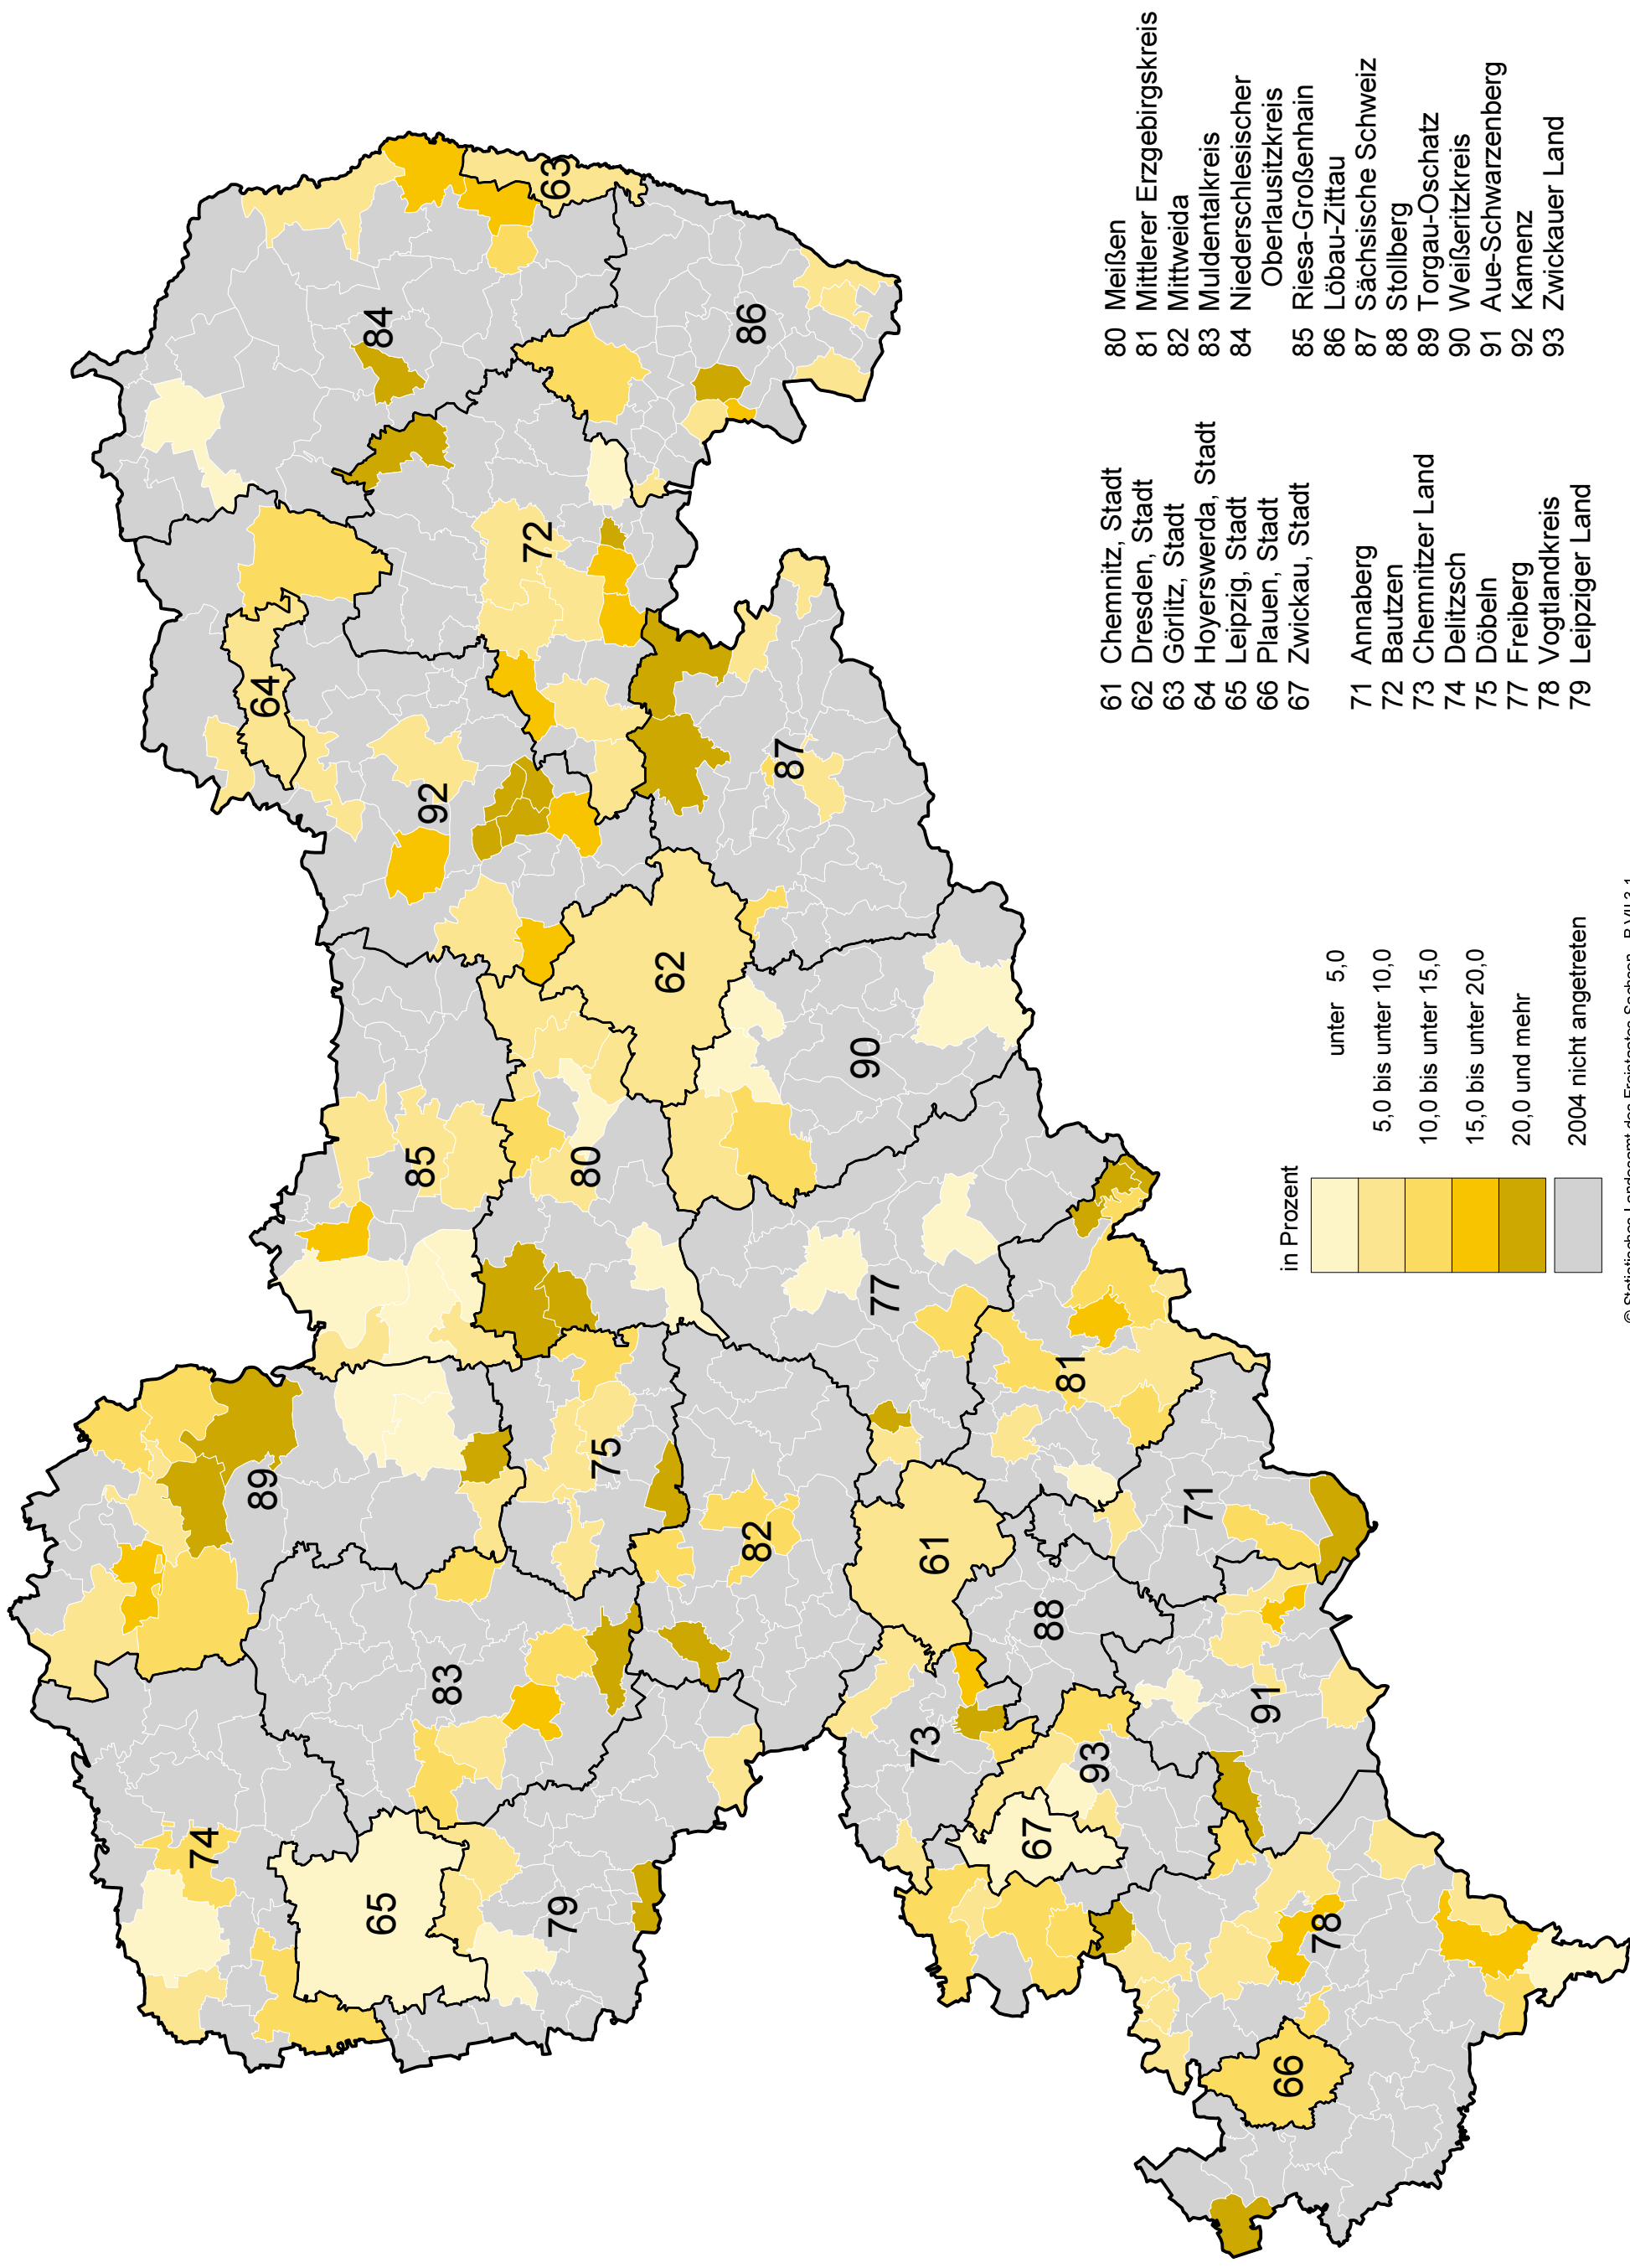 84
63
64
86
72
92
87
62
85
80
90
89
77
81
75
71
82
61
83
88
91
73
93
74
67
65
79
78
66
61 Chemnitz, Stadt
62 Dresden, Stadt
63 Görlitz, Stadt
64 Hoyerswerda, Stadt
65 Leipzig, Stadt
66 Plauen, Stadt
67 Zwickau, Stadt
71 Annaberg
72 Bautzen
73 Chemnitzer Land
74 Delitzsch
75 Döbeln
77 Freiberg
78 Vogtlandkreis
79 Leipziger Land
80 Meißen
81 Mittlerer Erzgebirgskreis
82 Mittweida
83 Muldentalkreis
84 Niederschlesischer
Oberlausitzkreis
85 Riesa-Großenhain
86 Löbau-Zittau
87 Sächsische Schweiz
88 Stollberg
89 Torgau-Oschatz
90 Weißeritzkreis
91 Aue-Schwarzenberg
92 Kamenz
93 Zwickauer Land
in Prozent
unter 5,0
5,0 bis unter 10,0
10,0 bis unter 15,0
15,0 bis unter 20,0
20,0 und mehr
2004 nicht angetreten